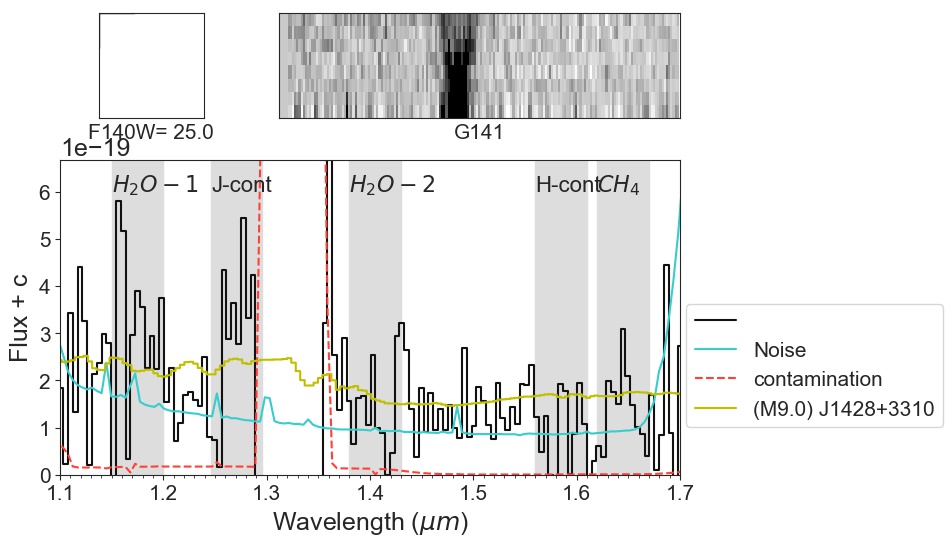 F140W= 25.0
G141
1e−19
H₂O − 1
J-cont
H₂O − 2
H-cont
CH₄
6
5
4
3
2
1
0
Flux + c
1.1
1.2
1.3
1.4
1.5
1.6
1.7
Wavelength (μm)
Noise
contamination
(M9.0) J1428+3310